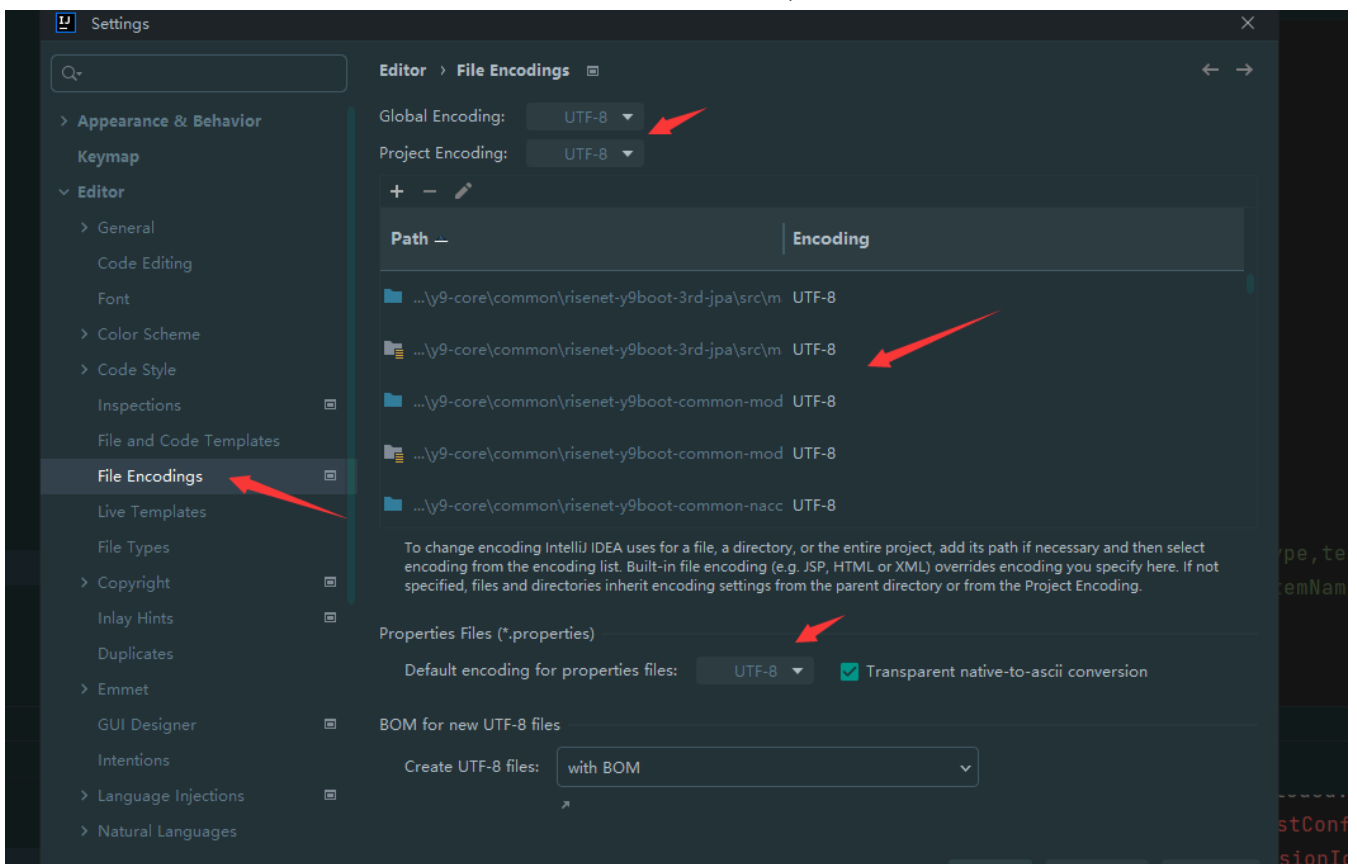 Settings
Editor › File Encodings
Appearance & Behavior
Keymap
Editor
General
Code Editing
Font
Color Scheme
Code Style
Inspections
File and Code Templates
File Encodings
Live Templates
File Types
Copyright
Inlay Hints
Duplicates
Emmet
GUI Designer
Intentions
Language Injections
Natural Languages
Global Encoding: UTF-8
Project Encoding: UTF-8
Path Encoding
...\y9-core\common\risenet-y9boot-3rd-jpa\src\m UTF-8
...\y9-core\common\risenet-y9boot-3rd-jpa\src\m UTF-8
...\y9-core\common\risenet-y9boot-common-mod UTF-8
...\y9-core\common\risenet-y9boot-common-mod UTF-8
...\y9-core\common\risenet-y9boot-common-nacc UTF-8
To change encoding IntelliJ IDEA uses for a file, a directory, or the entire project, add its path if necessary and then select
encoding from the encoding list. Built-in file encoding (e.g. JSP, HTML or XML) overrides encoding you specify here. If not
specified, files and directories inherit encoding settings from the parent directory or from the Project Encoding.
Properties Files (*.properties)
Default encoding for properties files: UTF-8 Transparent native-to-ascii conversion
BOM for new UTF-8 files
Create UTF-8 files: with BOM
ype,te
emNam
stConf